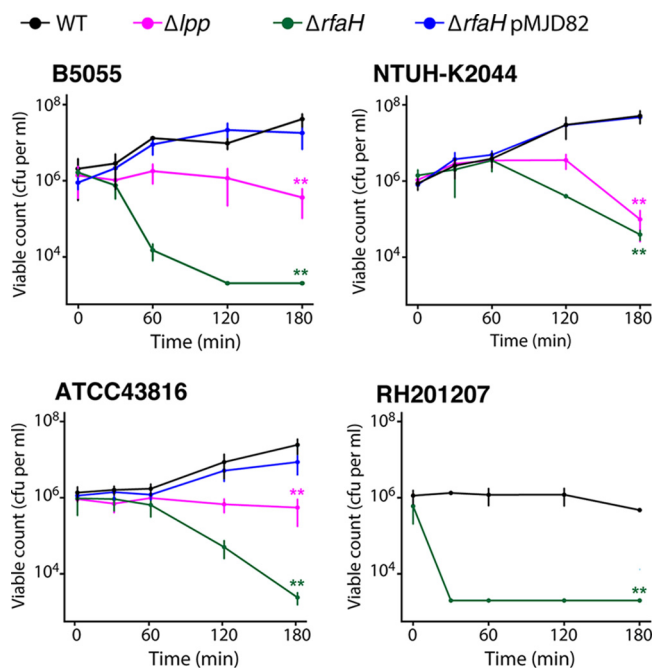 WT Δlpp ΔrfaH ΔrfaH pMJD82
B5055
Viable count (cfu per ml)
10⁸
10⁶
10⁴
**
**
0 60 120 180
Time (min)
NTUH-K2044
Viable count (cfu per ml)
10⁸
10⁶
10⁴
**
**
0 60 120 180
Time (min)
ATCC43816
Viable count (cfu per ml)
10⁸
10⁶
10⁴
**
**
0 60 120 180
Time (min)
RH201207
Viable count (cfu per ml)
10⁸
10⁶
10⁴
**
0 60 120 180
Time (min)